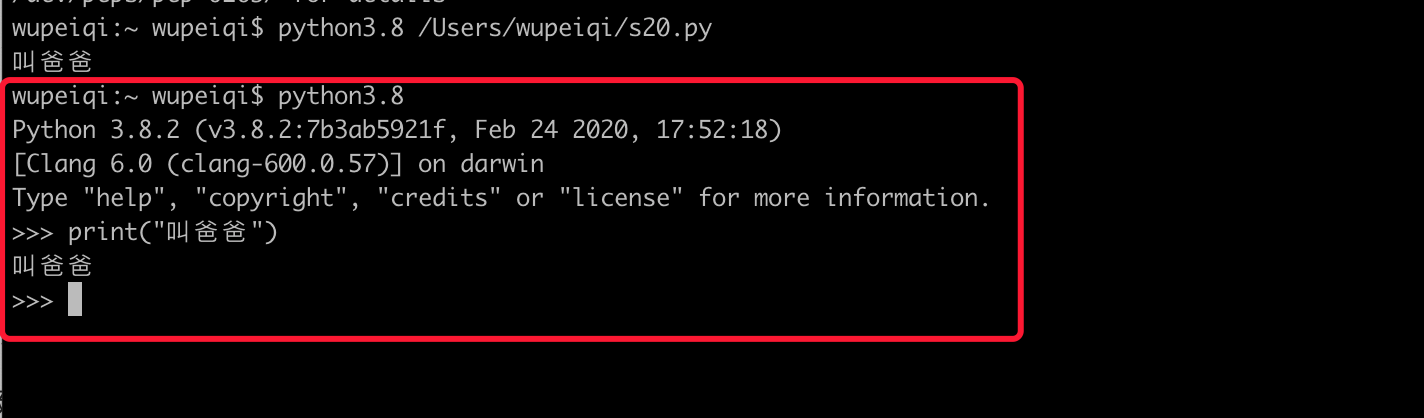 wupeiqi:~ wupeiqi$ python3.8 /Users/wupeiqi/s20.py
叫爸爸
wupeiqi:~ wupeiqi$ python3.8
Python 3.8.2 (v3.8.2:7b3ab5921f, Feb 24 2020, 17:52:18)
[Clang 6.0 (clang-600.0.57)] on darwin
Type "help", "copyright", "credits" or "license" for more information.
>>> print("叫爸爸")
叫爸爸
>>>